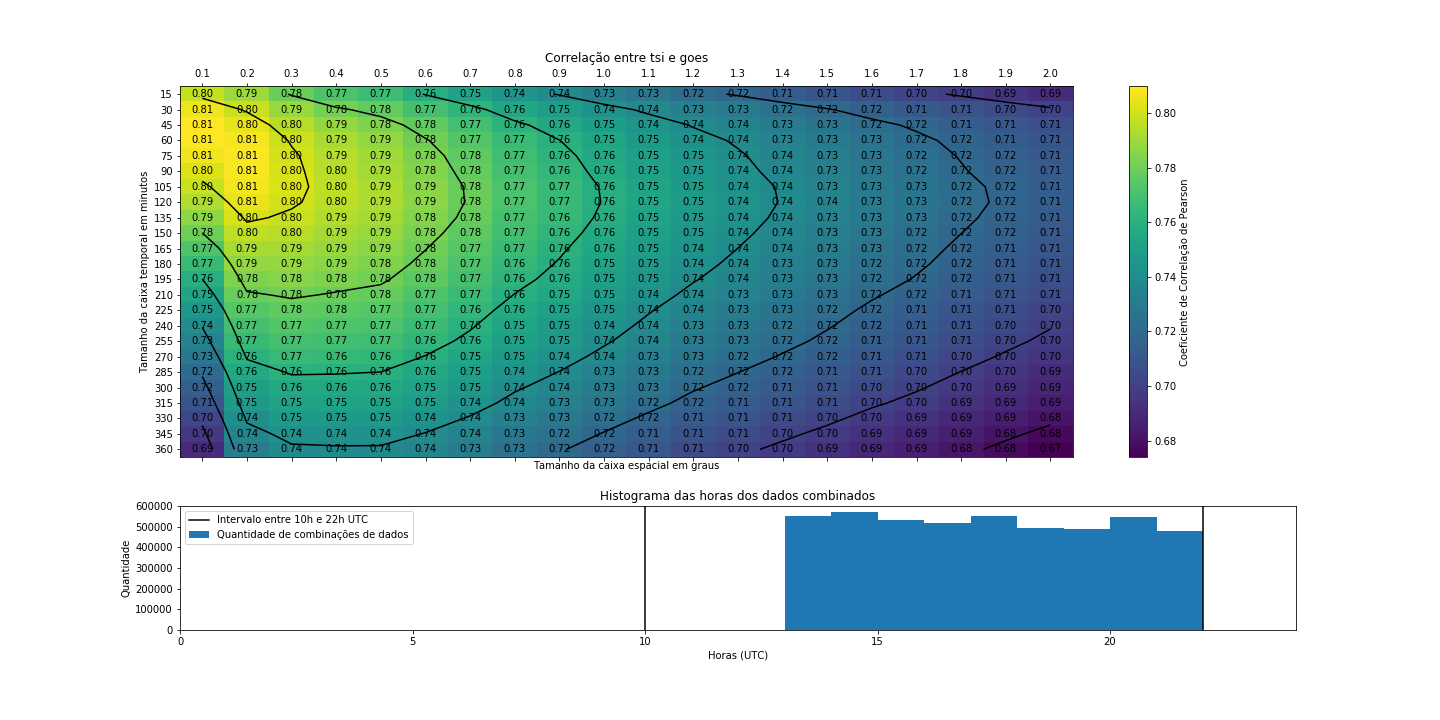 Correlação entre tsi e goes
0.1 0.2 0.3 0.4 0.5 0.6 0.7 0.8 0.9 1.0 1.1 1.2 1.3 1.4 1.5 1.6 1.7 1.8 1.9 2.0
15 0.80 0.79 0.78 0.77 0.77 0.76 0.75 0.74 0.74 0.73 0.73 0.72 0.72 0.71 0.71 0.71 0.70 0.70 0.69 0.69
30 0.81 0.80 0.79 0.78 0.78 0.77 0.76 0.76 0.75 0.74 0.74 0.73 0.73 0.72 0.72 0.72 0.71 0.71 0.70 0.70
45 0.81 0.80 0.80 0.79 0.78 0.78 0.77 0.76 0.76 0.75 0.75 0.74 0.74 0.73 0.73 0.72 0.72 0.71 0.71 0.71
60 0.81 0.81 0.80 0.79 0.79 0.78 0.77 0.77 0.76 0.75 0.75 0.74 0.74 0.73 0.73 0.73 0.72 0.72 0.71 0.71
75 0.81 0.81 0.80 0.79 0.79 0.78 0.78 0.77 0.76 0.76 0.75 0.75 0.74 0.74 0.73 0.73 0.72 0.72 0.72 0.71
90 0.80 0.81 0.80 0.80 0.79 0.79 0.78 0.77 0.77 0.76 0.75 0.75 0.74 0.74 0.73 0.73 0.73 0.72 0.72 0.71
105 0.80 0.81 0.80 0.80 0.79 0.79 0.78 0.77 0.77 0.76 0.75 0.75 0.74 0.74 0.73 0.73 0.73 0.72 0.72 0.71
120 0.79 0.81 0.80 0.80 0.79 0.79 0.78 0.77 0.77 0.76 0.75 0.75 0.74 0.74 0.73 0.73 0.73 0.72 0.72 0.71
135 0.79 0.80 0.80 0.79 0.79 0.78 0.78 0.77 0.76 0.76 0.75 0.75 0.74 0.74 0.73 0.73 0.72 0.72 0.72 0.71
150 0.78 0.80 0.80 0.79 0.79 0.78 0.77 0.77 0.76 0.76 0.75 0.75 0.74 0.74 0.73 0.73 0.72 0.72 0.72 0.71
165 0.77 0.79 0.79 0.79 0.78 0.78 0.77 0.77 0.76 0.76 0.75 0.75 0.74 0.74 0.73 0.73 0.72 0.72 0.71 0.71
180 0.77 0.79 0.79 0.79 0.78 0.78 0.77 0.77 0.76 0.75 0.75 0.74 0.74 0.73 0.73 0.72 0.72 0.72 0.71 0.71
195 0.76 0.78 0.78 0.78 0.78 0.77 0.77 0.76 0.76 0.75 0.75 0.74 0.74 0.73 0.73 0.72 0.72 0.71 0.71 0.71
210 0.75 0.78 0.78 0.78 0.78 0.77 0.77 0.76 0.75 0.75 0.74 0.74 0.73 0.73 0.73 0.72 0.72 0.71 0.71 0.71
225 0.75 0.77 0.78 0.78 0.77 0.77 0.76 0.76 0.75 0.75 0.74 0.74 0.73 0.73 0.72 0.72 0.71 0.71 0.71 0.70
240 0.74 0.77 0.77 0.77 0.77 0.77 0.76 0.75 0.75 0.74 0.74 0.73 0.73 0.72 0.72 0.72 0.71 0.71 0.70 0.70
255 0.73 0.77 0.77 0.77 0.77 0.76 0.76 0.75 0.75 0.74 0.73 0.73 0.73 0.72 0.72 0.71 0.71 0.70 0.70 0.70
270 0.73 0.76 0.77 0.76 0.76 0.76 0.75 0.75 0.74 0.74 0.73 0.73 0.72 0.72 0.72 0.71 0.71 0.70 0.70 0.70
285 0.72 0.76 0.76 0.76 0.76 0.76 0.75 0.74 0.74 0.73 0.73 0.72 0.72 0.72 0.71 0.71 0.70 0.70 0.70 0.69
300 0.72 0.75 0.76 0.76 0.76 0.75 0.75 0.74 0.74 0.73 0.73 0.72 0.72 0.71 0.71 0.70 0.70 0.70 0.69 0.69
315 0.71 0.75 0.75 0.75 0.75 0.75 0.74 0.74 0.73 0.73 0.72 0.72 0.71 0.71 0.71 0.70 0.70 0.69 0.69 0.69
330 0.70 0.74 0.75 0.75 0.75 0.74 0.74 0.73 0.73 0.72 0.72 0.71 0.71 0.71 0.70 0.70 0.69 0.69 0.69 0.68
345 0.70 0.74 0.74 0.74 0.74 0.74 0.74 0.73 0.73 0.72 0.71 0.71 0.71 0.70 0.70 0.69 0.69 0.69 0.68 0.68
360 0.69 0.73 0.74 0.74 0.74 0.74 0.73 0.73 0.72 0.72 0.71 0.71 0.70 0.70 0.69 0.69 0.69 0.68 0.68 0.67
Tamanho da caixa temporal em minutos
Tamanho da caixa espacial em graus
0.80
0.78
0.76
0.74
0.72
0.70
0.68
Coeficiente de Correlação de Pearson
Histograma das horas dos dados combinados
600000
500000
400000
300000
200000
100000
0
Quantidade
Intervalo entre 10h e 22h UTC
Quantidade de combinações de dados
0 5 10 15 20
Horas (UTC)